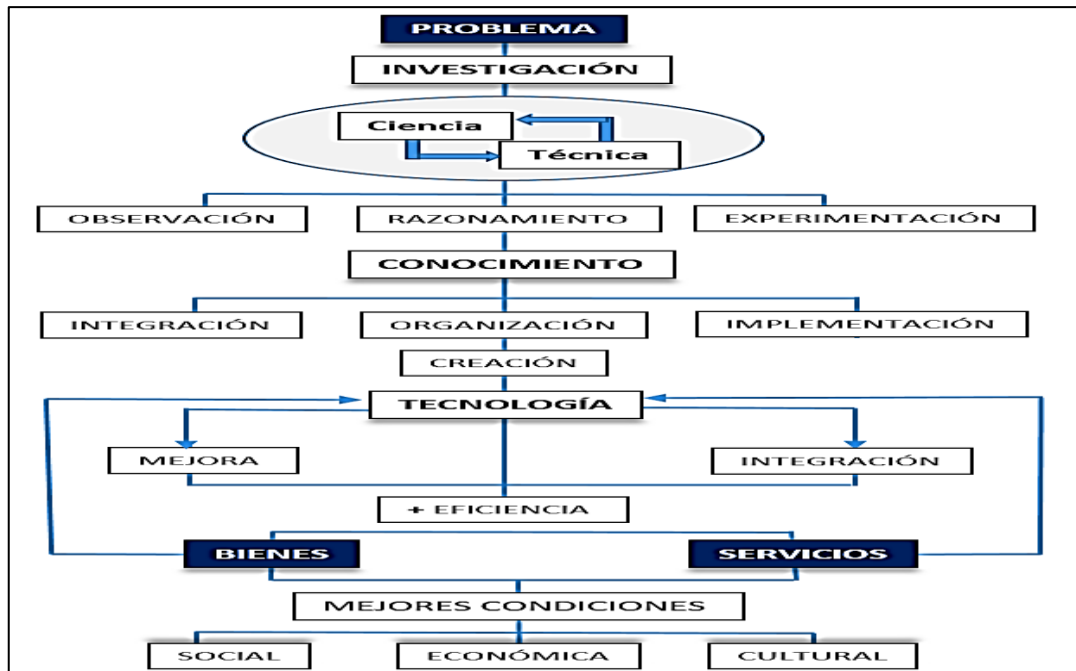 PROBLEMA
INVESTIGACIÓN
Ciencia
Técnica
OBSERVACIÓN
RAZONAMIENTO
EXPERIMENTACIÓN
CONOCIMIENTO
INTEGRACIÓN
ORGANIZACIÓN
IMPLEMENTACIÓN
CREACIÓN
TECNOLOGÍA
MEJORA
INTEGRACIÓN
+ EFICIENCIA
BIENES
SERVICIOS
MEJORES CONDICIONES
SOCIAL
ECONÓMICA
CULTURAL